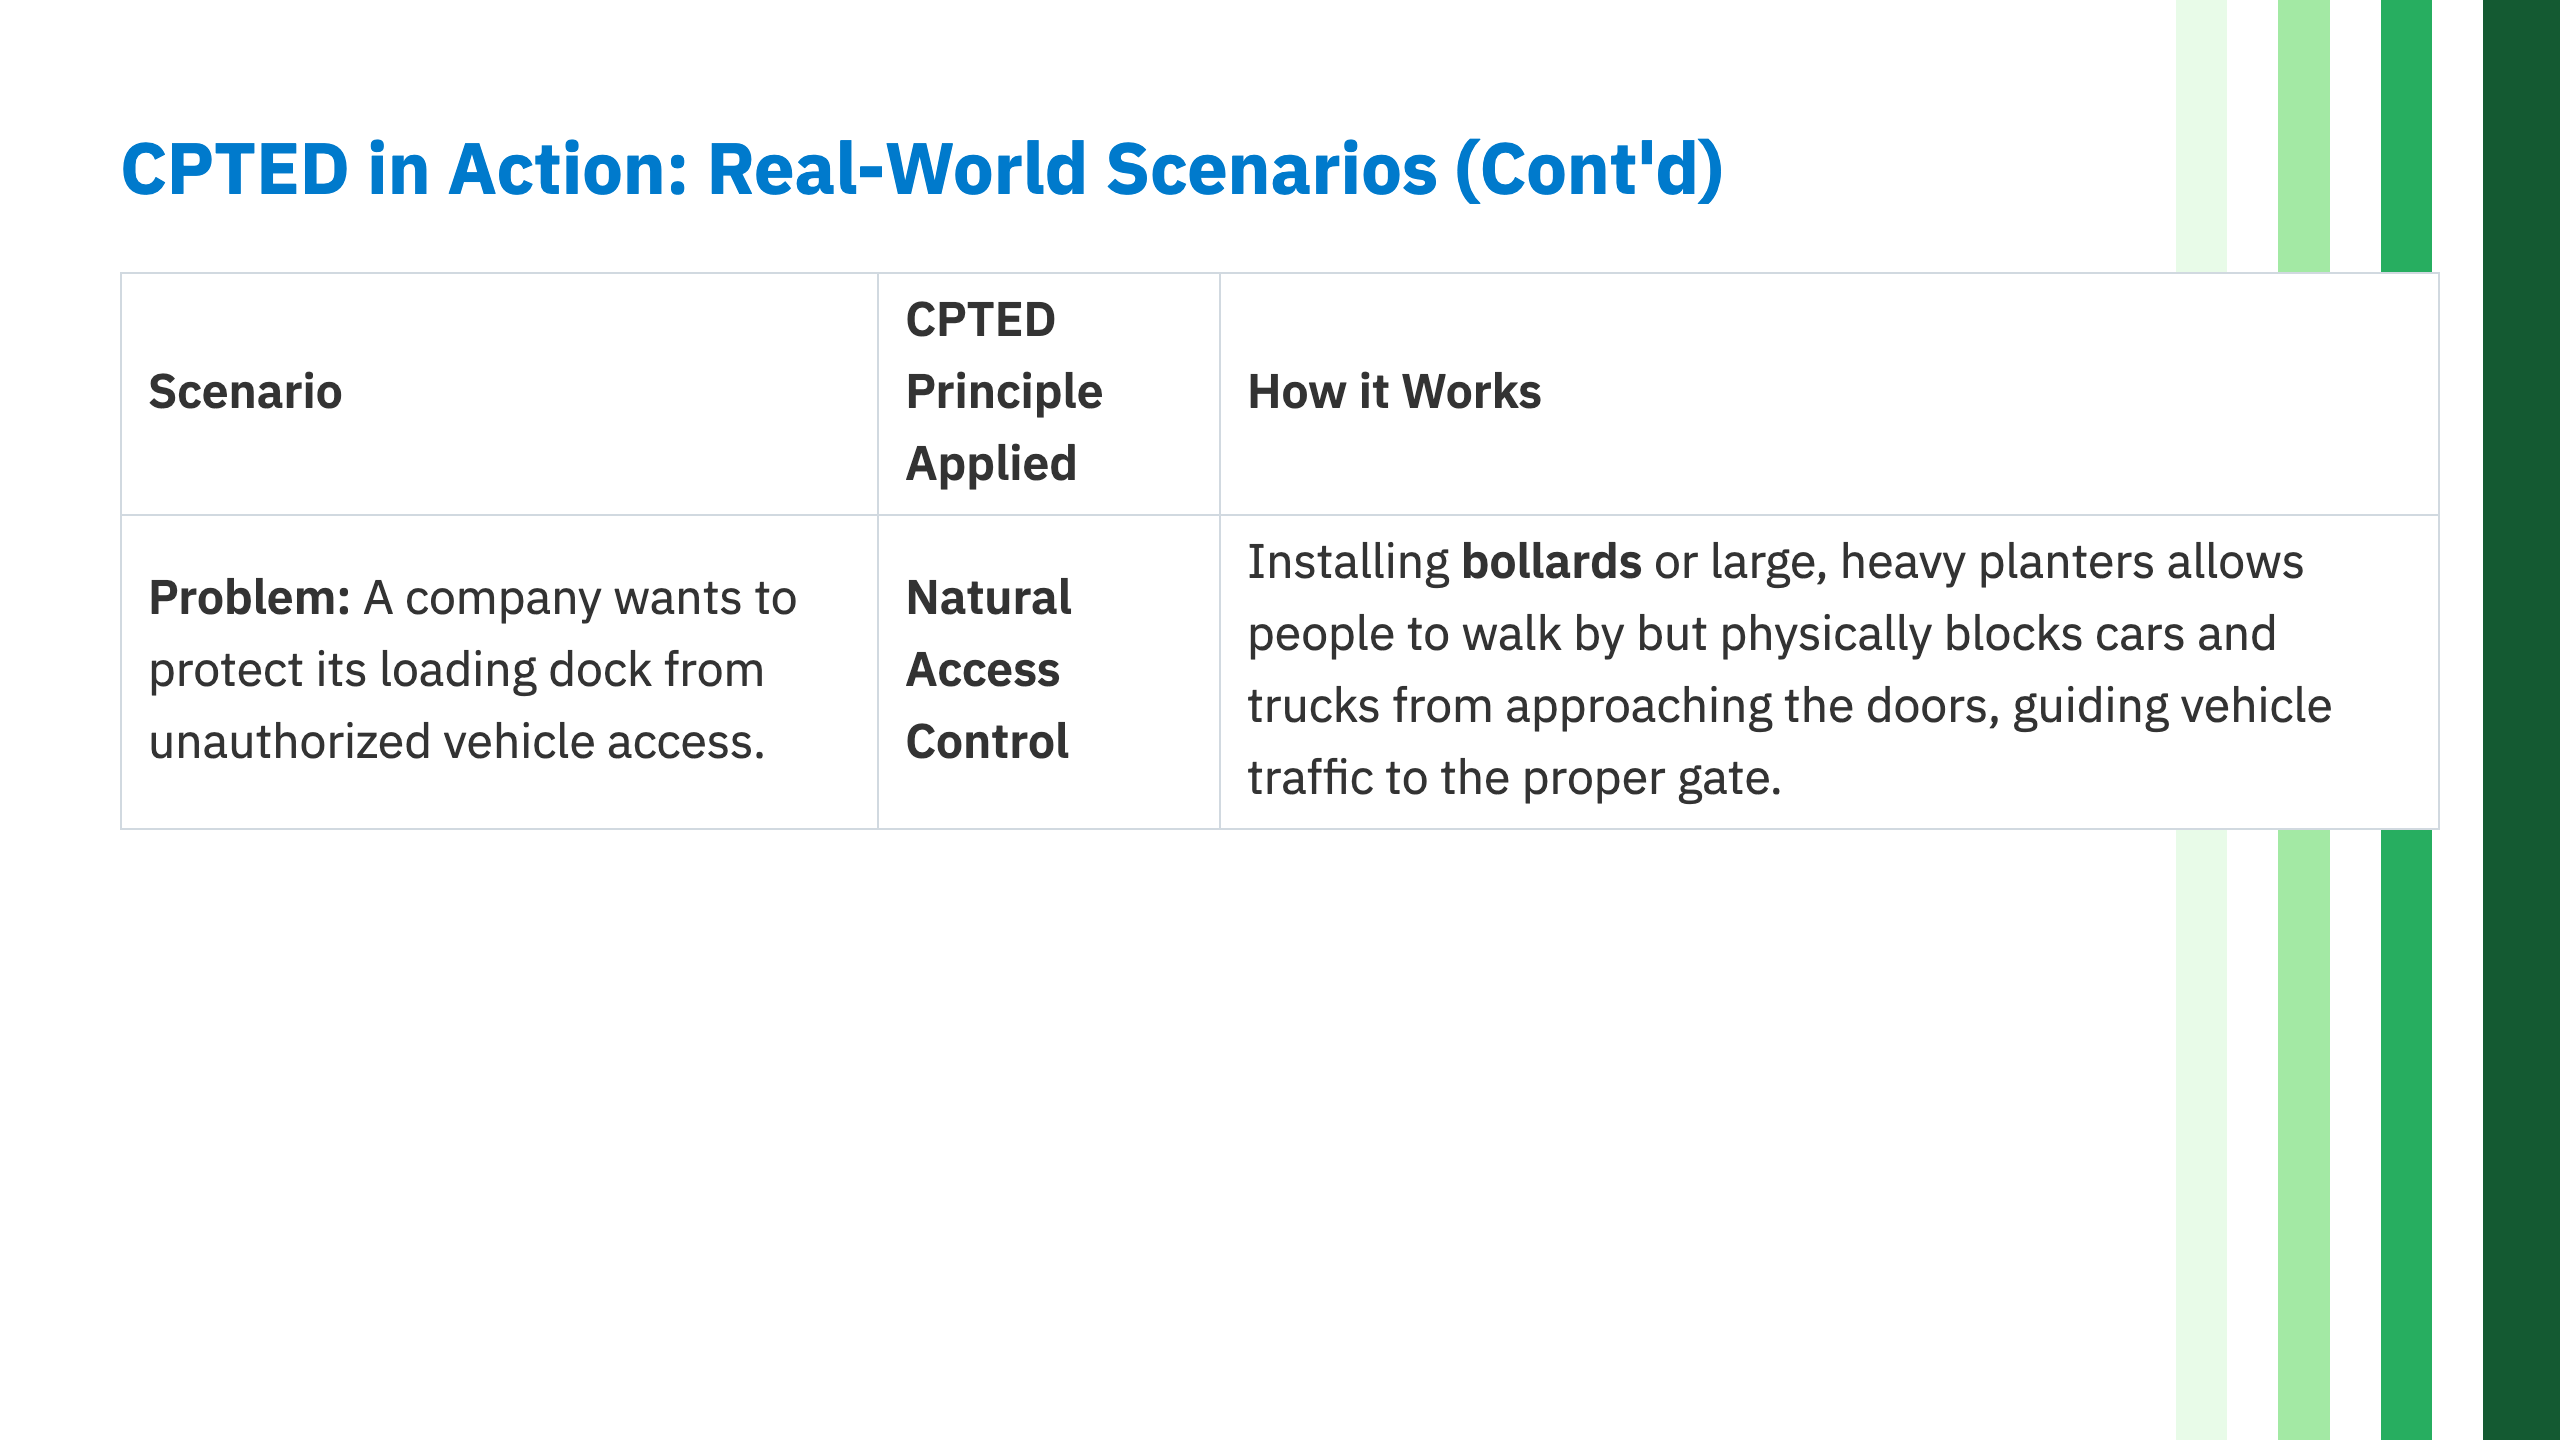 CPTED in Action: Real-World Scenarios (Cont'd)
Scenario
CPTED
Principle
Applied
How it Works
Problem: A company wants to
protect its loading dock from
unauthorized vehicle access.
Natural
Access
Control
Installing bollards or large, heavy planters allows
people to walk by but physically blocks cars and
trucks from approaching the doors, guiding vehicle
traffic to the proper gate.